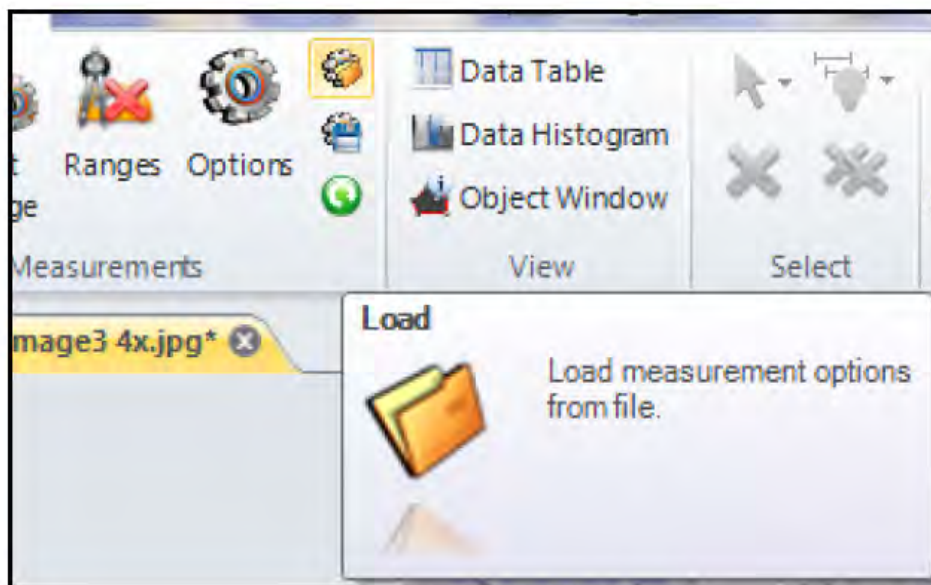 Data Table
Ranges Options Data Histogram
Object Window
Measurements View Select
mage3 4x.jpg*
Load
Load measurement options
from file.